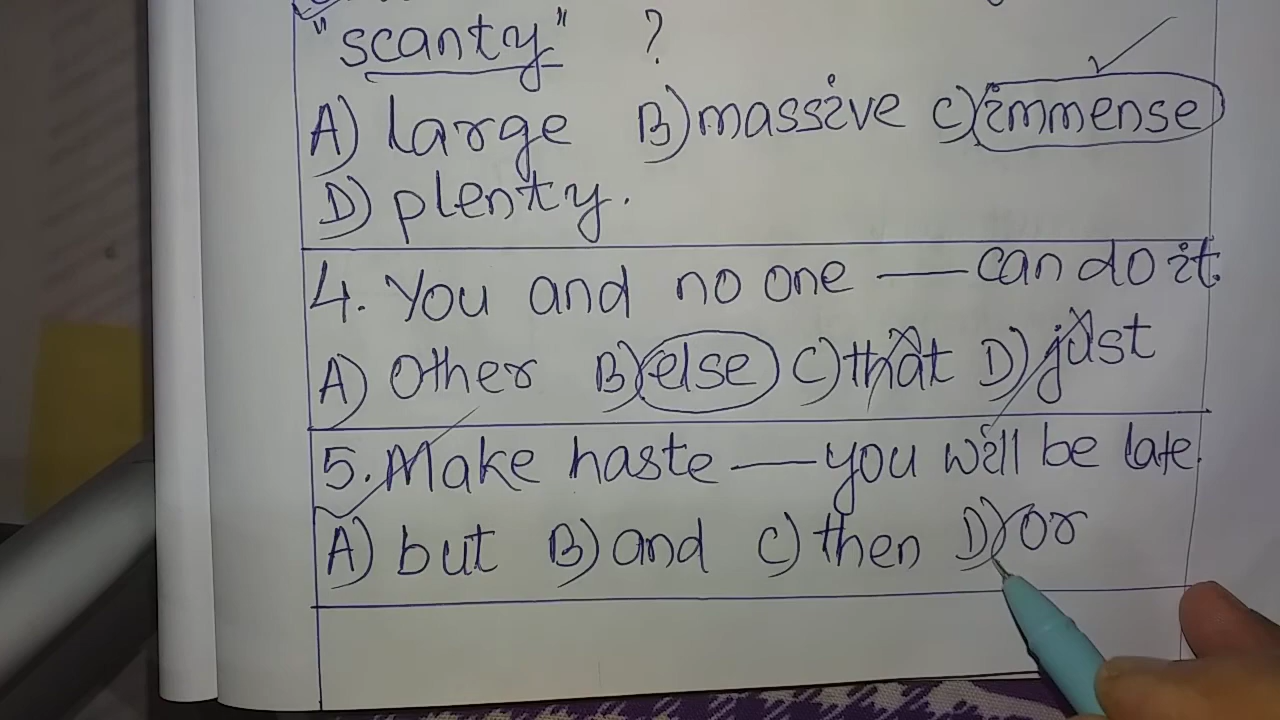 "scanty" ?
A) large B) massive C) immense
D) plenty.
4. You and no one — can do it.
A) Other B) else C) that D) just
5. Make haste — you will be late.
A) but B) and C) then D) or